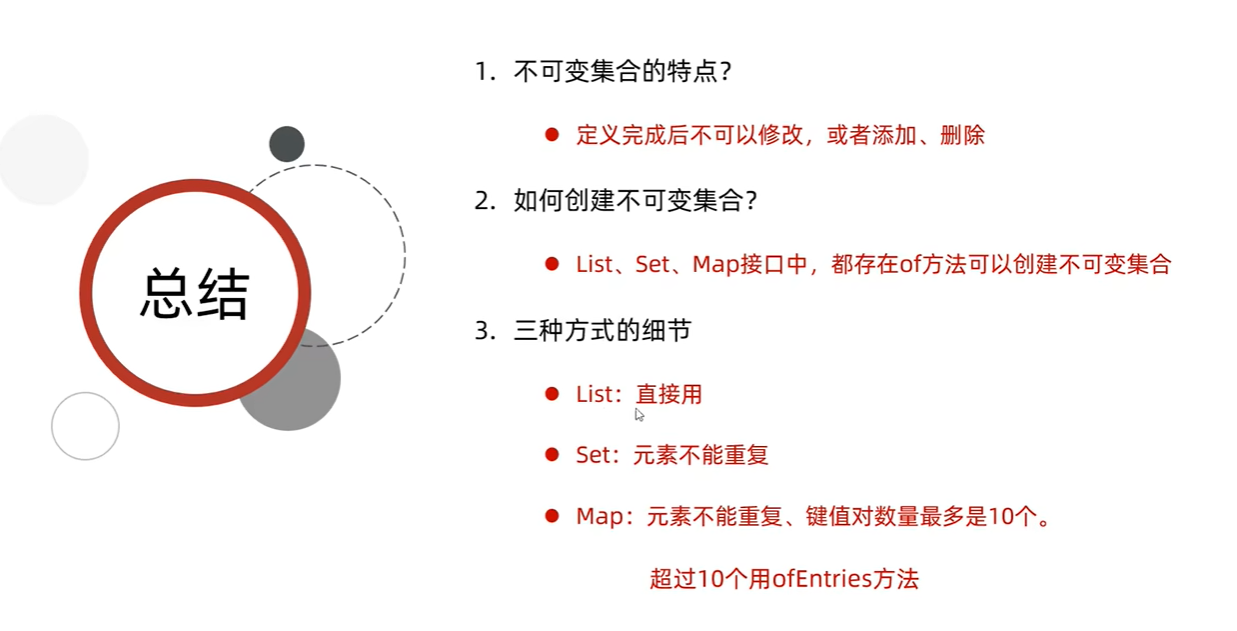 总结
1. 不可变集合的特点？
● 定义完成后不可以修改，或者添加、删除
2. 如何创建不可变集合？
● List、Set、Map接口中，都存在of方法可以创建不可变集合
3. 三种方式的细节
● List：直接用
● Set：元素不能重复
● Map：元素不能重复、键值对数量最多是10个。
超过10个用ofEntries方法